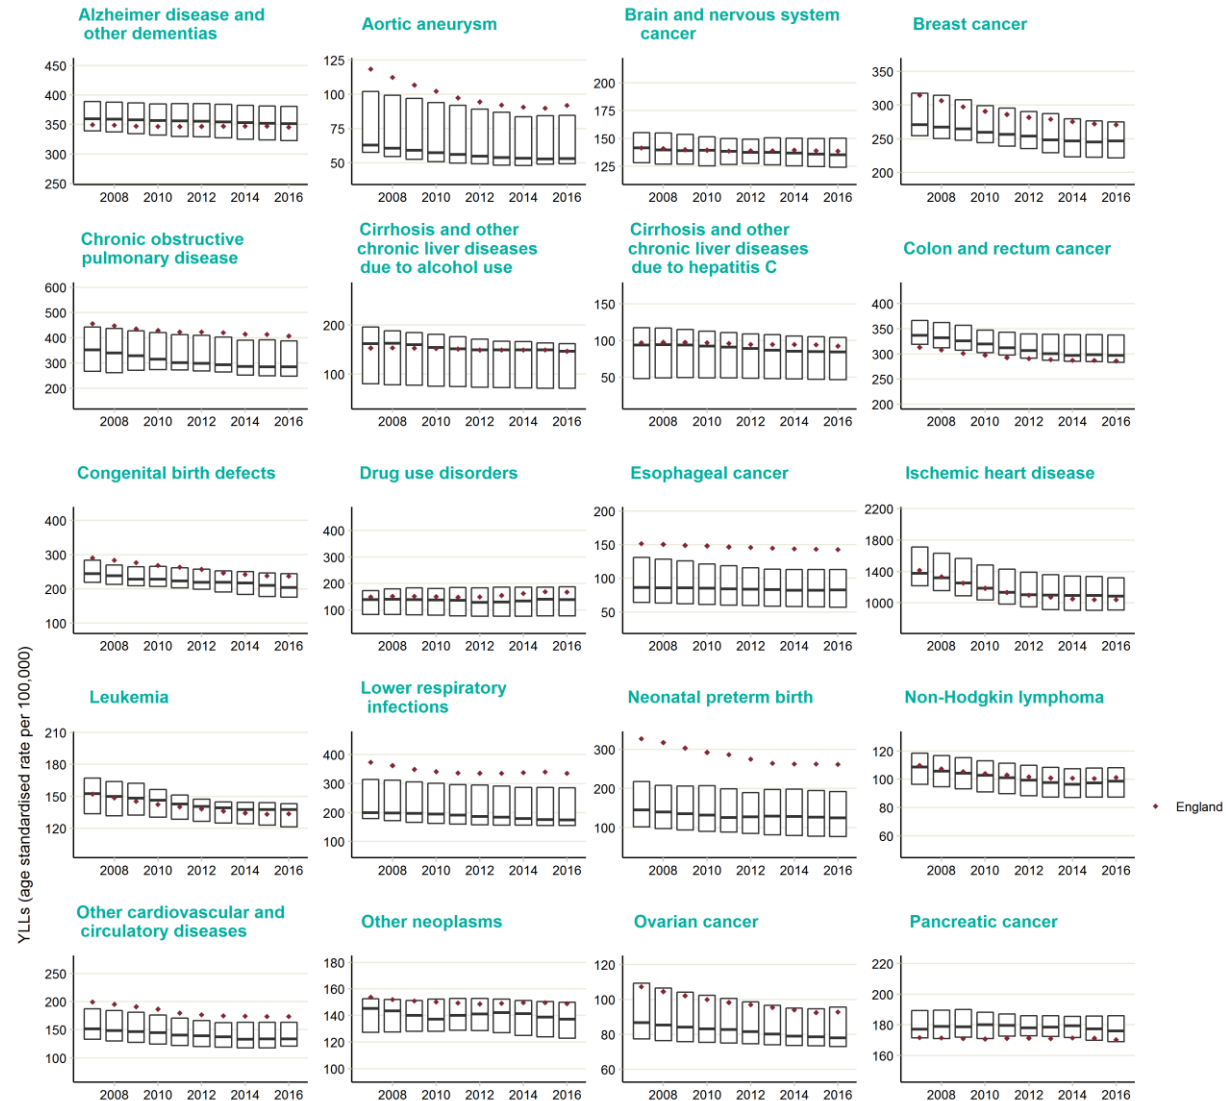 Alzheimer disease and
other dementias
450
400
350
300
250
2008 2010 2012 2014 2016
Aortic aneurysm
125
100
75
50
2008 2010 2012 2014 2016
Brain and nervous system
cancer
200
175
150
125
2008 2010 2012 2014 2016
Breast cancer
350
300
250
200
2008 2010 2012 2014 2016
Chronic obstructive
pulmonary disease
600
500
400
300
200
2008 2010 2012 2014 2016
Cirrhosis and other
chronic liver diseases
due to alcohol use
200
100
2008 2010 2012 2014 2016
Cirrhosis and other
chronic liver diseases
due to hepatitis C
150
100
50
2008 2010 2012 2014 2016
Colon and rectum cancer
400
350
300
250
200
2008 2010 2012 2014 2016
Congenital birth defects
400
300
200
100
2008 2010 2012 2014 2016
Drug use disorders
400
300
200
100
2008 2010 2012 2014 2016
Esophageal cancer
200
150
100
50
2008 2010 2012 2014 2016
Ischemic heart disease
2200
1800
1400
1000
2008 2010 2012 2014 2016
YLLs (age standardised rate per 100,000)
Leukemia
210
180
150
120
2008 2010 2012 2014 2016
Lower respiratory
infections
400
300
200
100
2008 2010 2012 2014 2016
Neonatal preterm birth
300
200
100
2008 2010 2012 2014 2016
Non-Hodgkin lymphoma
120
100
80
60
2008 2010 2012 2014 2016
England
Other cardiovascular and
circulatory diseases
250
200
150
100
2008 2010 2012 2014 2016
Other neoplasms
180
160
140
120
100
2008 2010 2012 2014 2016
Ovarian cancer
120
100
80
60
2008 2010 2012 2014 2016
Pancreatic cancer
220
200
180
160
2008 2010 2012 2014 2016